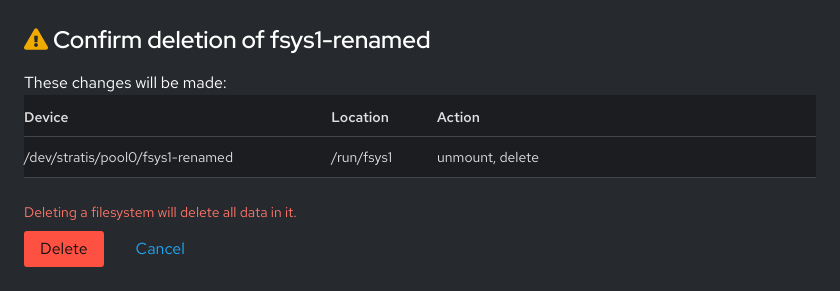 Confirm deletion of fsys1-renamed
These changes will be made:
Device Location Action
/dev/stratis/pool0/fsys1-renamed /run/fsys1 unmount, delete
Deleting a filesystem will delete all data in it.
Delete Cancel